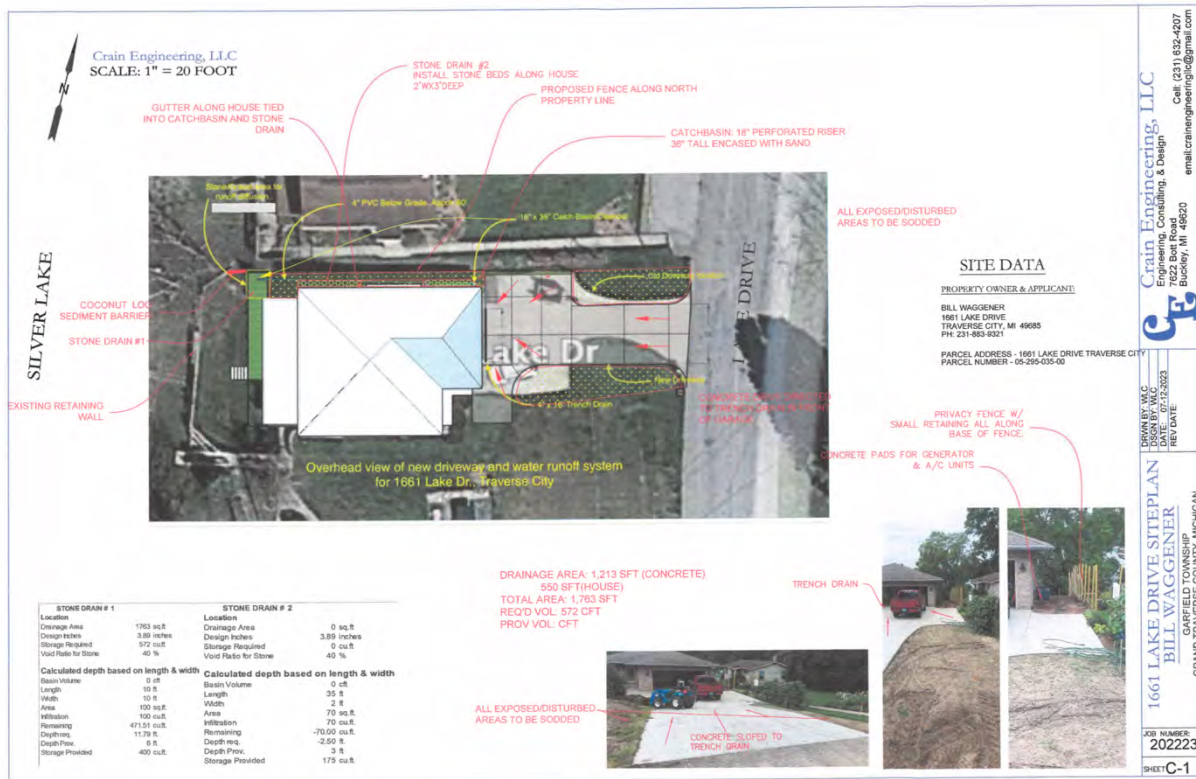 Crain Engineering, LLC
SCALE: 1" = 20 FOOT
N
STONE DRAIN #2
INSTALL STONE BEDS ALONG HOUSE
2'WX3'DEEP
PROPOSED FENCE ALONG NORTH
PROPERTY LINE
GUTTER ALONG HOUSE TIED
INTO CATCHBASIN AND STONE
DRAIN
CATCHBASIN: 18" PERFORATED RISER
36" TALL ENCASED WITH SAND
4" PVC Below Grade,
18" x 36" Catch Basin
ALL EXPOSED/DISTURBED
AREAS TO BE SODDED
SILVER LAKE
COCONUT LOG
SEDIMENT BARRIER
STONE DRAIN #1
EXISTING RETAINING
WALL
Lake Dr
E DRIVE
4" x 16' Trench Drain
Overhead view of new driveway and water runoff system
for 1661 Lake Dr., Traverse City
SITE DATA
PROPERTY OWNER & APPLICANT:
BILL WAGGENER
1661 LAKE DRIVE
TRAVERSE CITY, MI 49685
PH: 231-883-9321
PARCEL ADDRESS - 1661 LAKE DRIVE TRAVERSE CITY
PARCEL NUMBER - 05-295-035-00
PRIVACY FENCE W/
SMALL RETAINING ALL ALONG
BASE OF FENCE.
CONCRETE PADS FOR GENERATOR
& A/C UNITS
TRENCH DRAIN
DRAINAGE AREA: 1,213 SFT (CONCRETE)
550 SFT(HOUSE)
TOTAL AREA: 1,763 SFT
REQ'D VOL: 572 CFT
PROV VOL: CFT
ALL EXPOSED/DISTURBED
AREAS TO BE SODDED
CONCRETE SLOPED TO
TRENCH DRAIN
STONE DRAIN # 1
Location
Drainage Area 1763 sq.ft
Design Inches 3.89 inches
Storage Required 572 cu.ft
Void Ratio for Stone 40 %
Calculated depth based on length & width
Basin Volume 0 cft
Length 10 ft
Width 10 ft
Area 100 sq.ft.
Infiltration 100 cu.ft.
Remaining 471.51 cu.ft.
Depth req. 11.79 ft.
Depth Prov. 6 ft
Storage Provided 400 cu.ft.
STONE DRAIN # 2
Location
Drainage Area 0 sq.ft
Design Inches 3.89 inches
Storage Required 0 cu.ft
Void Ratio for Stone 40 %
Calculated depth based on length & width
Basin Volume 0 cft
Length 35 ft
Width 2 ft
Area 70 sq.ft.
Infiltration 70 cu.ft.
Remaining -70.00 cu.ft.
Depth req. -2.50 ft.
Depth Prov. 3 ft
Storage Provided 175 cu.ft.
CE
Crain Engineering, LLC
Engineering, Consulting, & Design
7622 Bott Road
Buckley, MI 49620
Cell: (231) 632-4207
email:crainengineeringllc@gmail.com
DRWN BY: WLC
DSGN BY: WLC
DATE: 07-12-2023
REV DATE:
1661 LAKE DRIVE SITEPLAN
BILL WAGGENER
GARFIELD TOWNSHIP
GRAND TRAVERSE COUNTY, MICHIGAN
JOB NUMBER:
202223
SHEET C-1